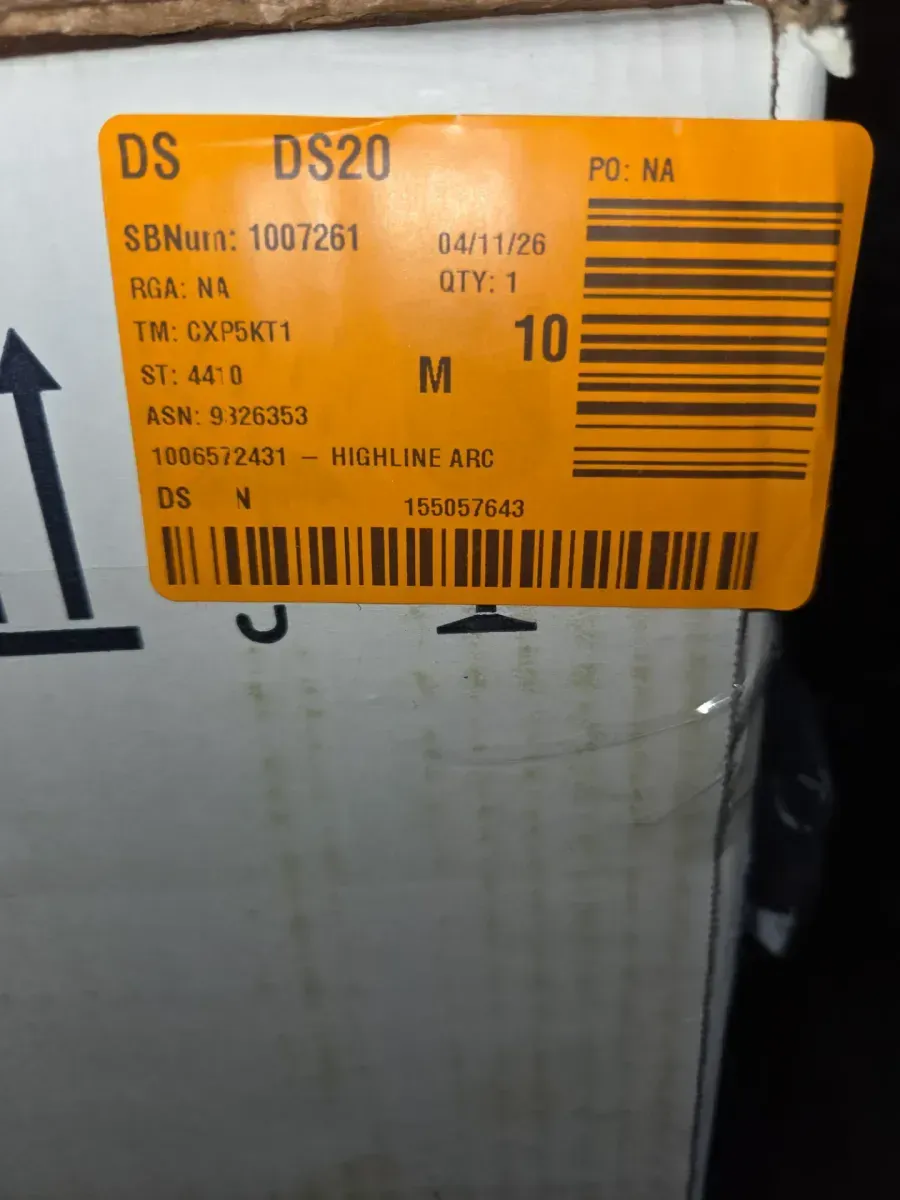 DS DS20
PO: NA
SBNum: 1007261 04/11/26
RGA: NA QTY: 1
TM: CXP5KT1 10
ST: 4410 M
ASN: 9326353
1006572431 – HIGHLINE ARC
DS N 155057643